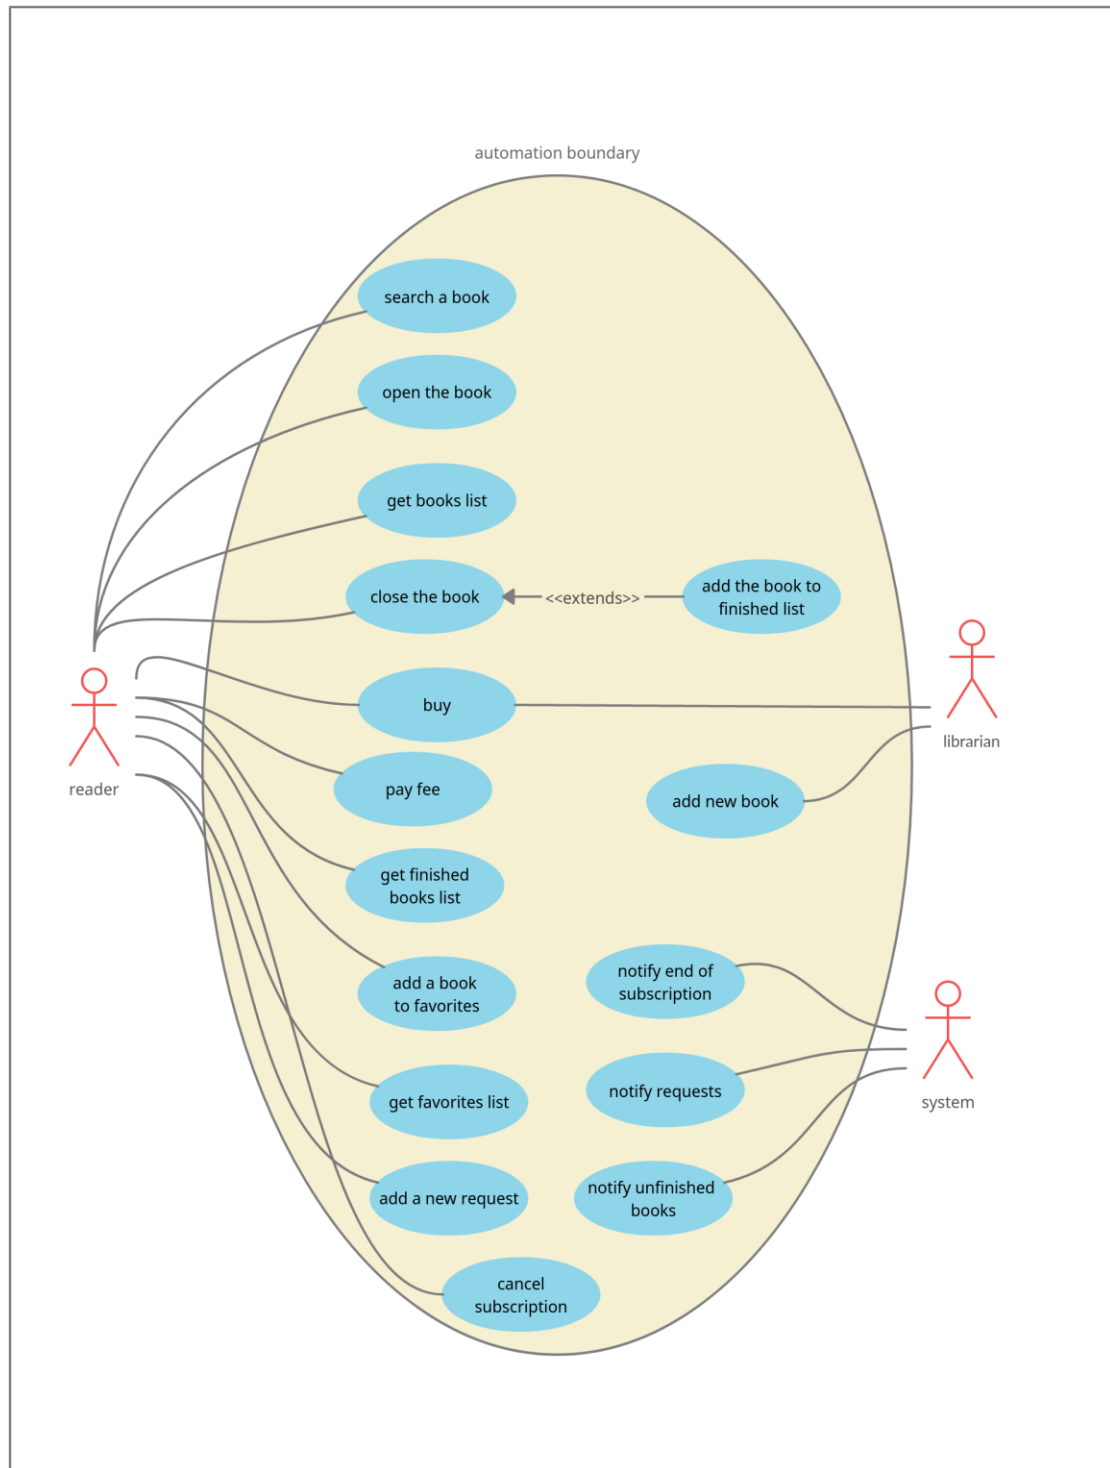 automation boundary
search a book
open the book
get books list
close the book
<<extends>>
add the book to
finished list
buy
librarian
reader
pay fee
add new book
get finished
books list
add a book
to favorites
notify end of
subscription
get favorites list
notify requests
system
add a new request
notify unfinished
books
cancel
subscription